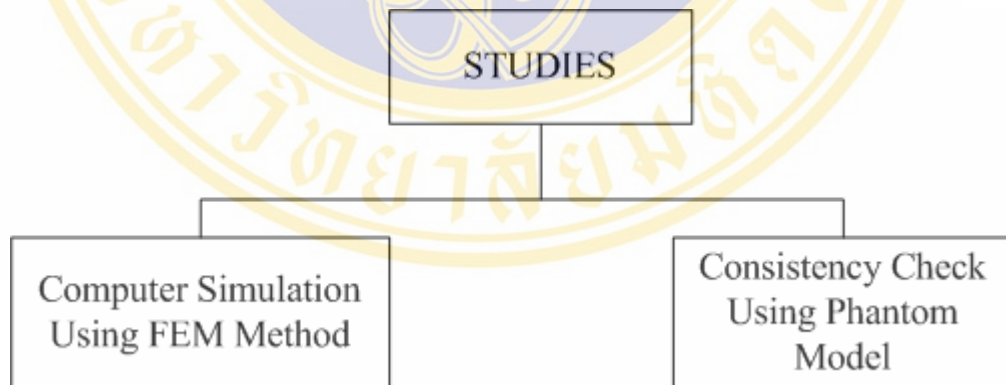 STUDIES
Computer Simulation
Using FEM Method
Consistency Check
Using Phantom
Model